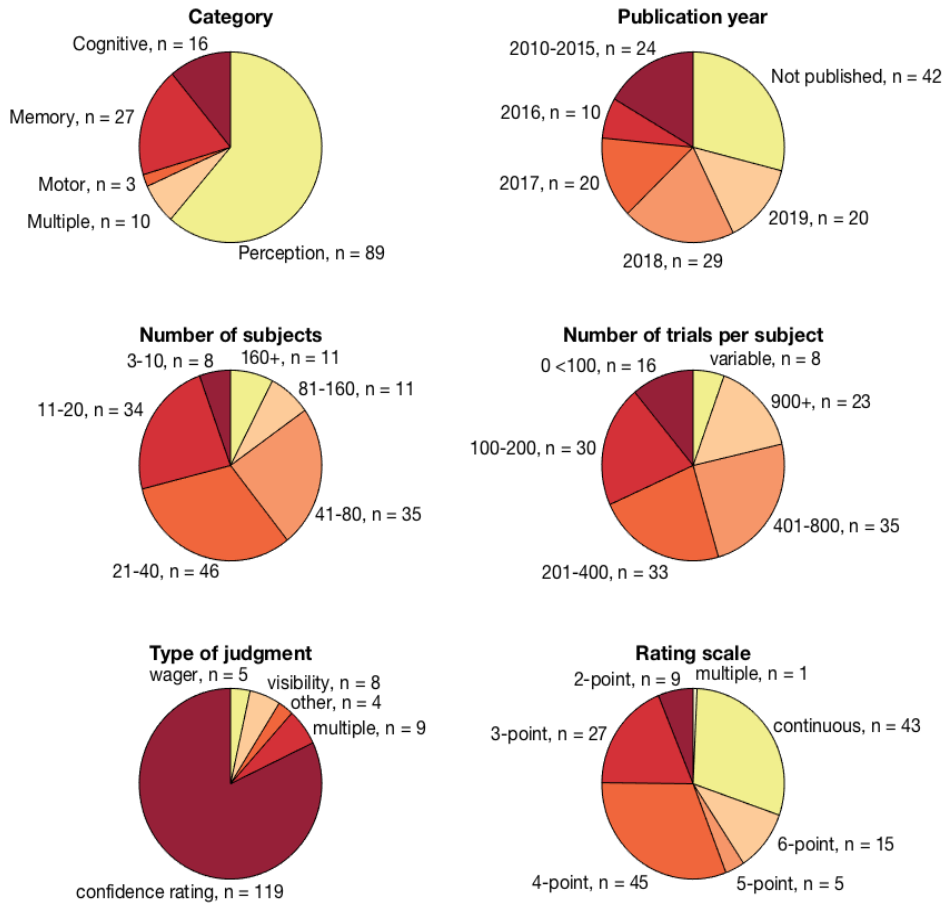 Category
Cognitive, n = 16
Memory, n = 27
Motor, n = 3
Multiple, n = 10
Perception, n = 89
Publication year
2010-2015, n = 24
Not published, n = 42
2016, n = 10
2017, n = 20
2019, n = 20
2018, n = 29
Number of subjects
3-10, n = 8
160+, n = 11
81-160, n = 11
11-20, n = 34
41-80, n = 35
21-40, n = 46
Number of trials per subject
0 <100, n = 16
variable, n = 8
900+, n = 23
100-200, n = 30
401-800, n = 35
201-400, n = 33
Type of judgment
wager, n = 5
visibility, n = 8
other, n = 4
multiple, n = 9
confidence rating, n = 119
Rating scale
2-point, n = 9
multiple, n = 1
3-point, n = 27
continuous, n = 43
6-point, n = 15
4-point, n = 45
5-point, n = 5